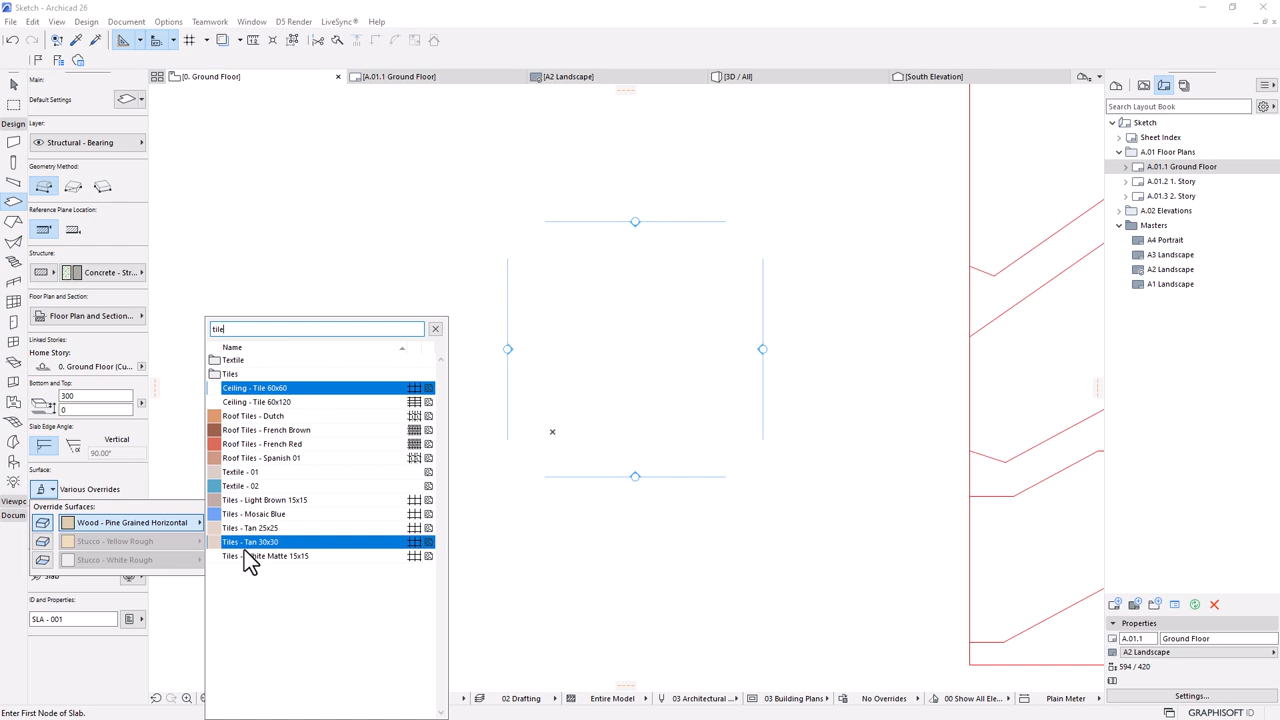 Sketch - Archicad 26
File Edit View Design Document Options Teamwork Window D5 Render LiveSync® Help
[0. Ground Floor]
[A.01.1 Ground Floor]
[A2 Landscape]
[3D / All]
[South Elevation]
Main:
Default Settings
Layer:
Structural - Bearing
Geometry Method:
Reference Plane Location:
Structure:
Concrete - Str...
Floor Plan and Section:
Floor Plan and Section...
Linked Stories:
Home Story:
0. Ground Floor (Cu...
Bottom and Top:
300
0
Slab Edge Angle:
Vertical
90.00°
Surface:
Various Overrides
Override Surfaces:
Wood - Pine Grained Horizontal
Stucco - Yellow Rough
Stucco - White Rough
Slab
ID and Properties:
SLA - 001
Design
Viewpo
Docum
tile
Name
Textile
Tiles
Ceiling - Tile 60x60
Ceiling - Tile 60x120
Roof Tiles - Dutch
Roof Tiles - French Brown
Roof Tiles - French Red
Roof Tiles - Spanish 01
Textile - 01
Textile - 02
Tiles - Light Brown 15x15
Tiles - Mosaic Blue
Tiles - Tan 25x25
Tiles - Tan 30x30
Tiles - White Matte 15x15
Search Layout Book
Sketch
Sheet Index
A.01 Floor Plans
A.01.1 Ground Floor
A.01.2 1. Story
A.01.3 2. Story
A.02 Elevations
Masters
A4 Portrait
A3 Landscape
A2 Landscape
A1 Landscape
Properties
A.01.1 Ground Floor
A2 Landscape
594 / 420
Settings...
02 Drafting
Entire Model
03 Architectural ...
03 Building Plans
No Overrides
00 Show All Ele...
Plain Meter
Enter First Node of Slab.
GRAPHISOFT ID